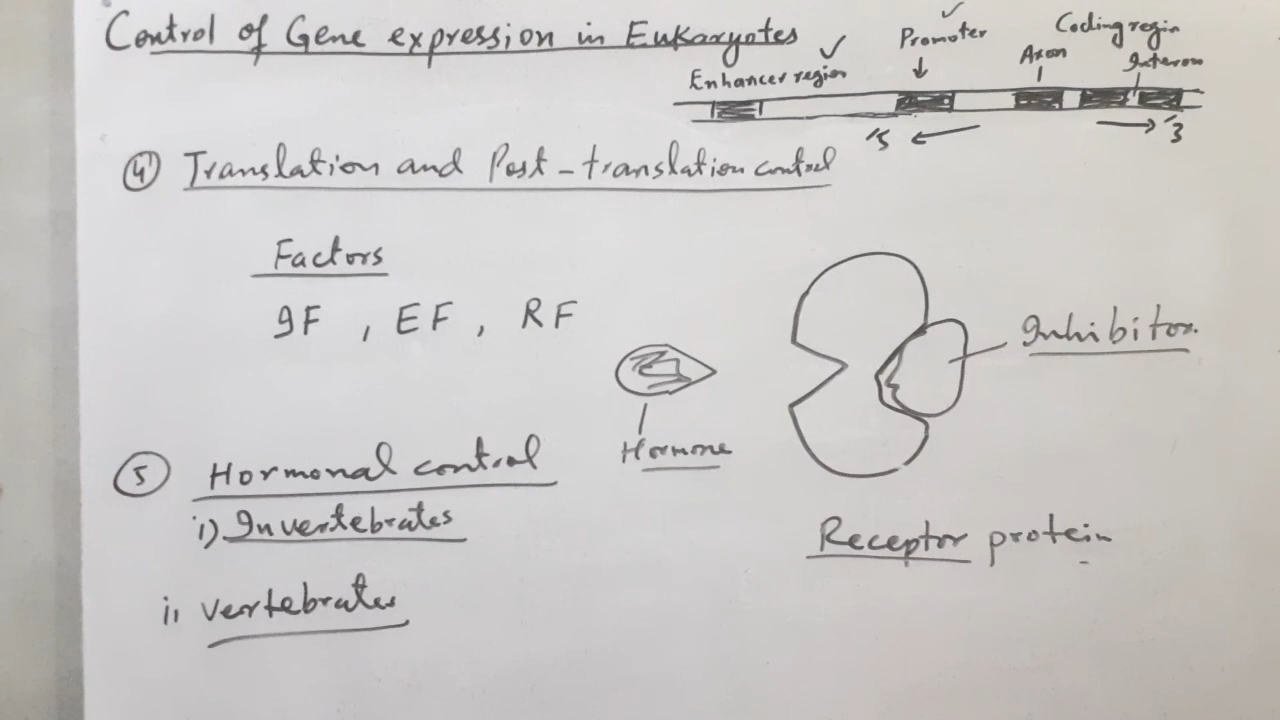 Control of Gene expression in Eukaryotes
Enhancer region
Promoter
Coding regin
Axon
Interon
'5
'3
4 Translation and Post-translation control
Factors
IF, EF, RF
Inhibitor.
Hormone
5 Hormonal control
i) Invertebrates
Receptor protein
ii vertebrates